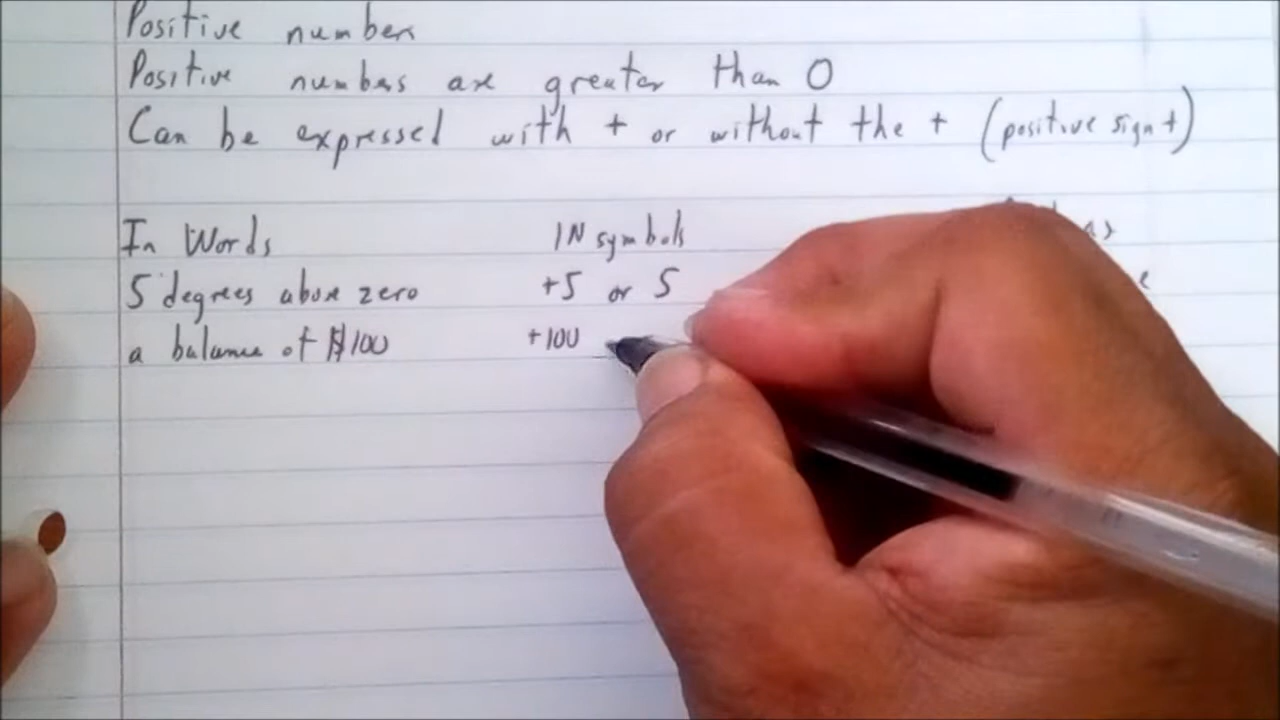 Positive numbers
Positive numbers are greater than 0
Can be expressed with + or without the + (positive sign +)
In Words IN symbols
5 degrees above zero +5 or 5
a balance of $100 +100